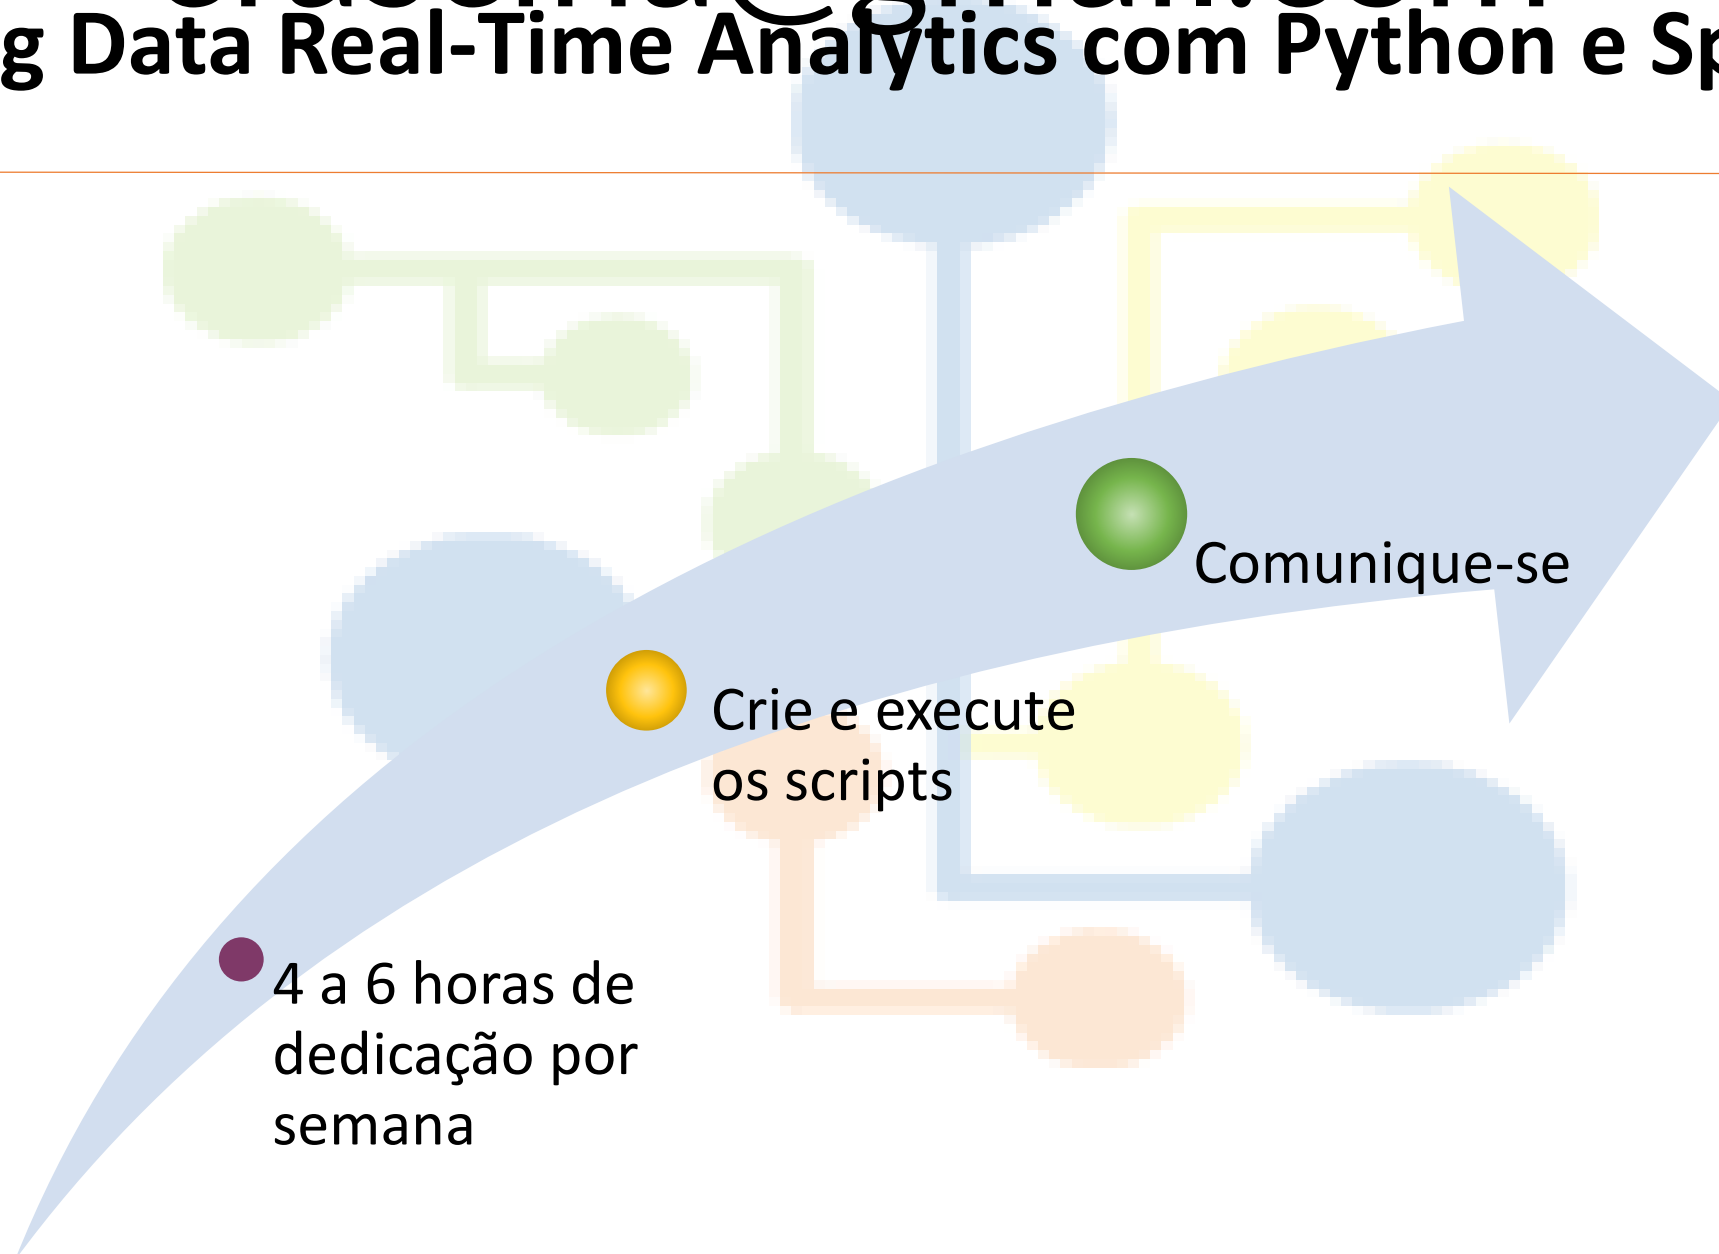 g Data Real-Time Analytics com Python e Sp
Comunique-se
Crie e execute
os scripts
4 a 6 horas de
dedicação por
semana